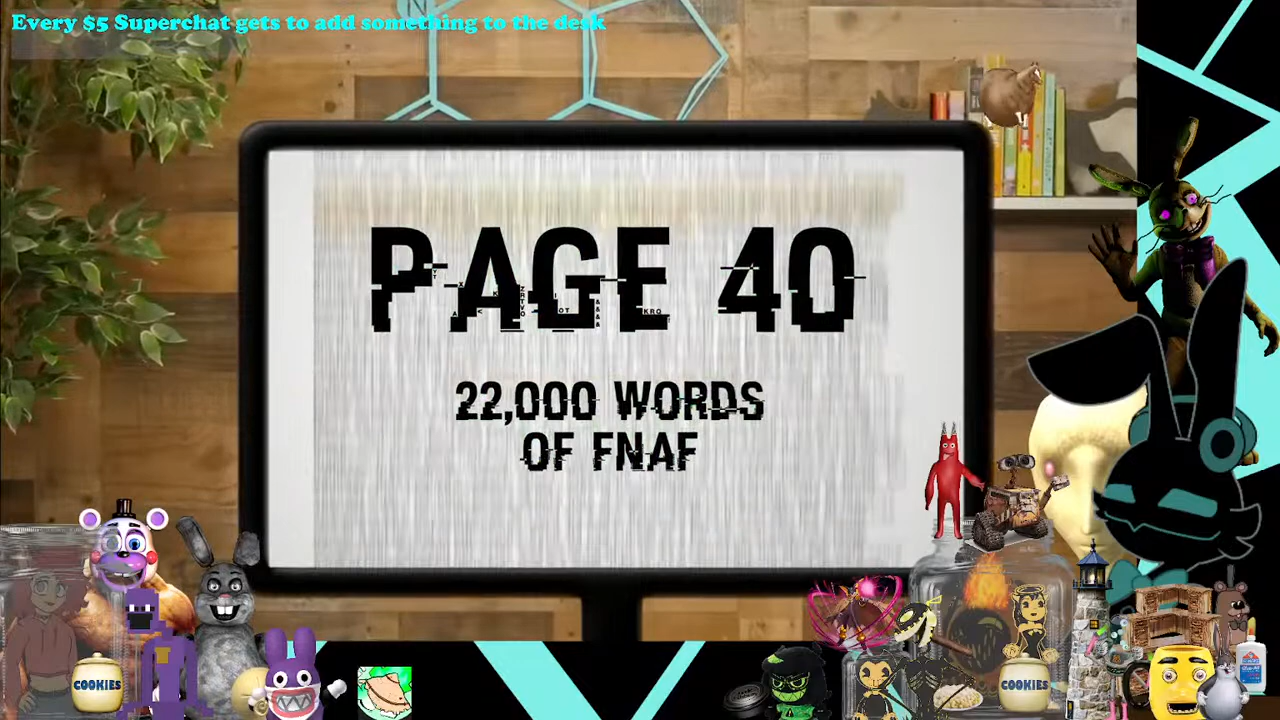 Every $5 Superchat gets to add something to the desk
PAGE 40
22,000 WORDS
OF FNAF
COOKIES
COOKIES